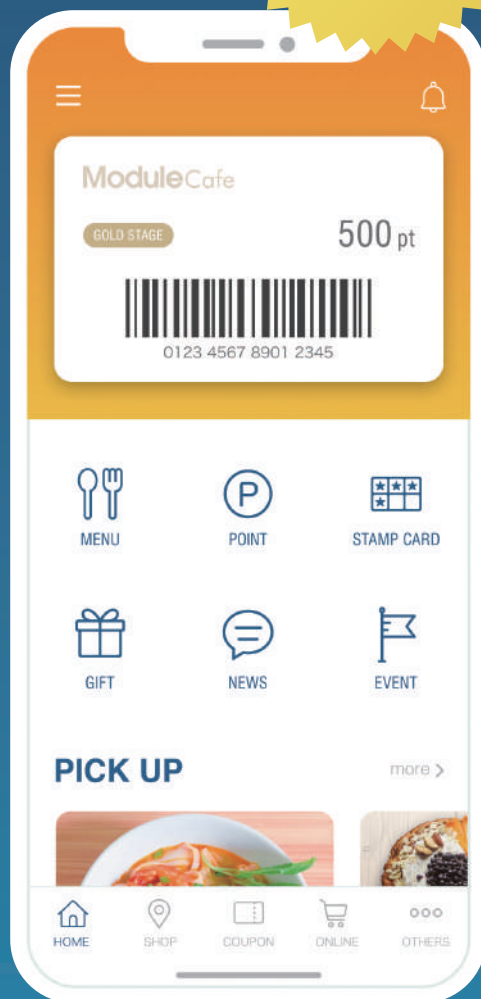 ModuleCafe
GOLD STAGE
500 pt
0123 4567 8901 2345
MENU
P
POINT
STAMP CARD
GIFT
NEWS
EVENT
PICK UP
more >
HOME
SHOP
COUPON
ONLINE
OTHERS